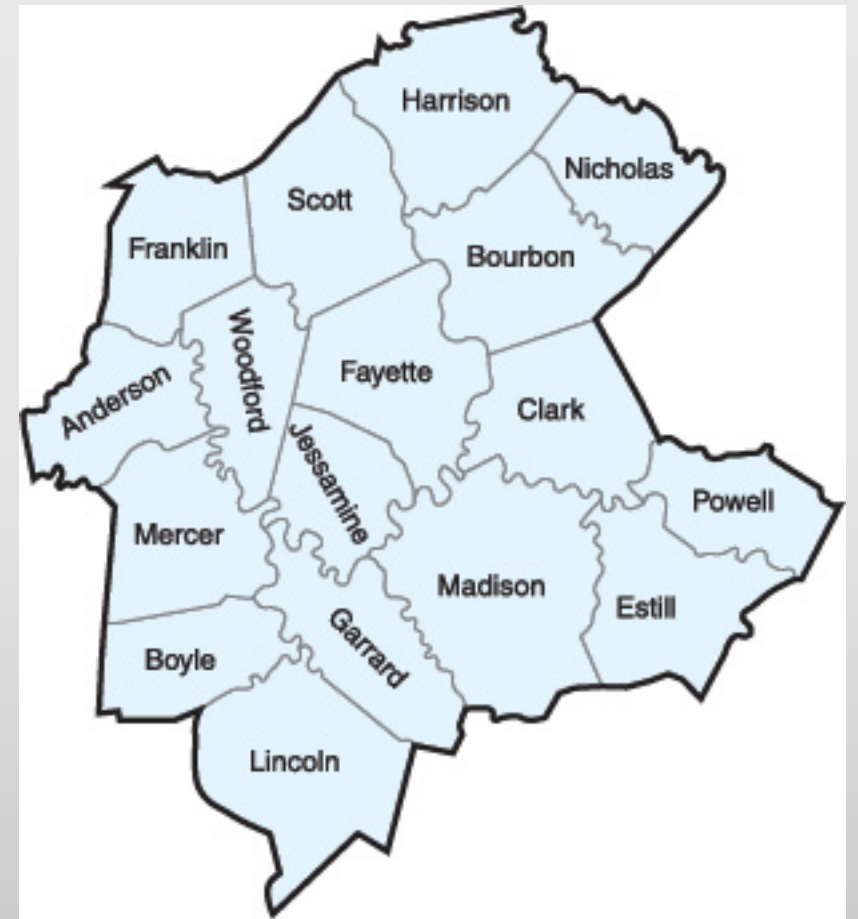 Harrison
Nicholas
Scott
Franklin
Bourbon
Woodford
Fayette
Anderson
Clark
Jessamine
Powell
Mercer
Madison
Estill
Garrard
Boyle
Lincoln